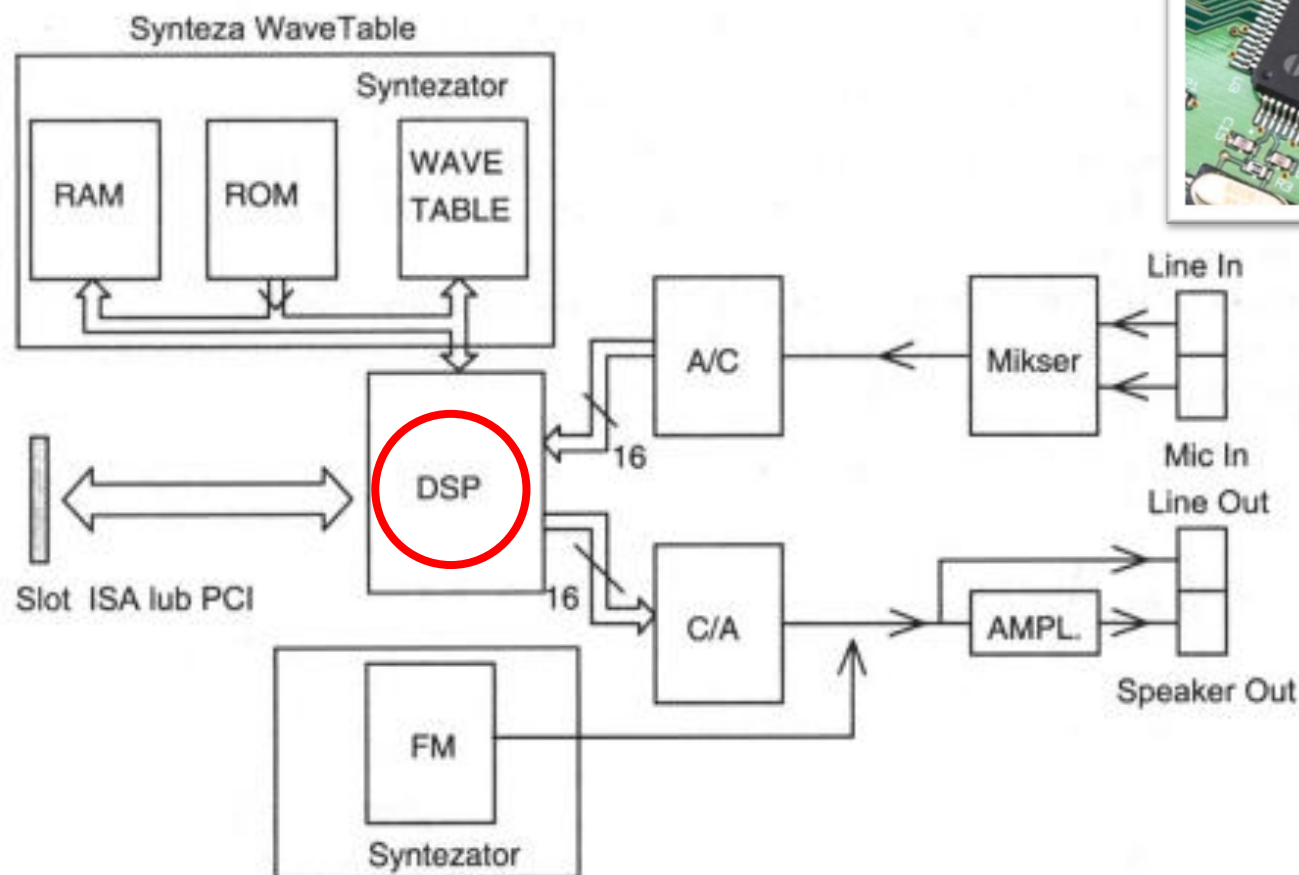 Synteza WaveTable
Syntezator
RAM
ROM
WAVE
TABLE
A/C
Mikser
Line In
Mic In
16
DSP
Slot ISA lub PCI
16
C/A
AMPL.
Line Out
Speaker Out
FM
Syntezator